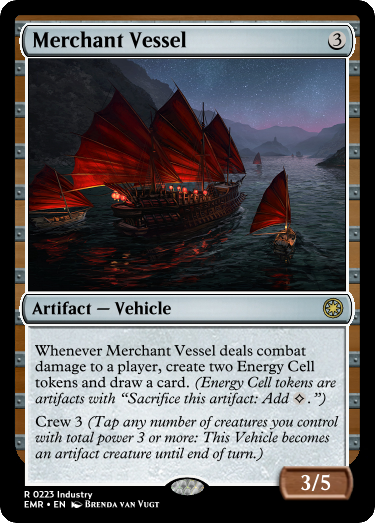 Merchant Vessel 3
Artifact — Vehicle
Whenever Merchant Vessel deals combat
damage to a player, create two Energy Cell
tokens and draw a card. (Energy Cell tokens are
artifacts with “Sacrifice this artifact: Add .”)
Crew 3 (Tap any number of creatures you control
with total power 3 or more: This Vehicle becomes
an artifact creature until end of turn.)
3/5
R 0223 Industry
EMR • EN Brenda van Vugt